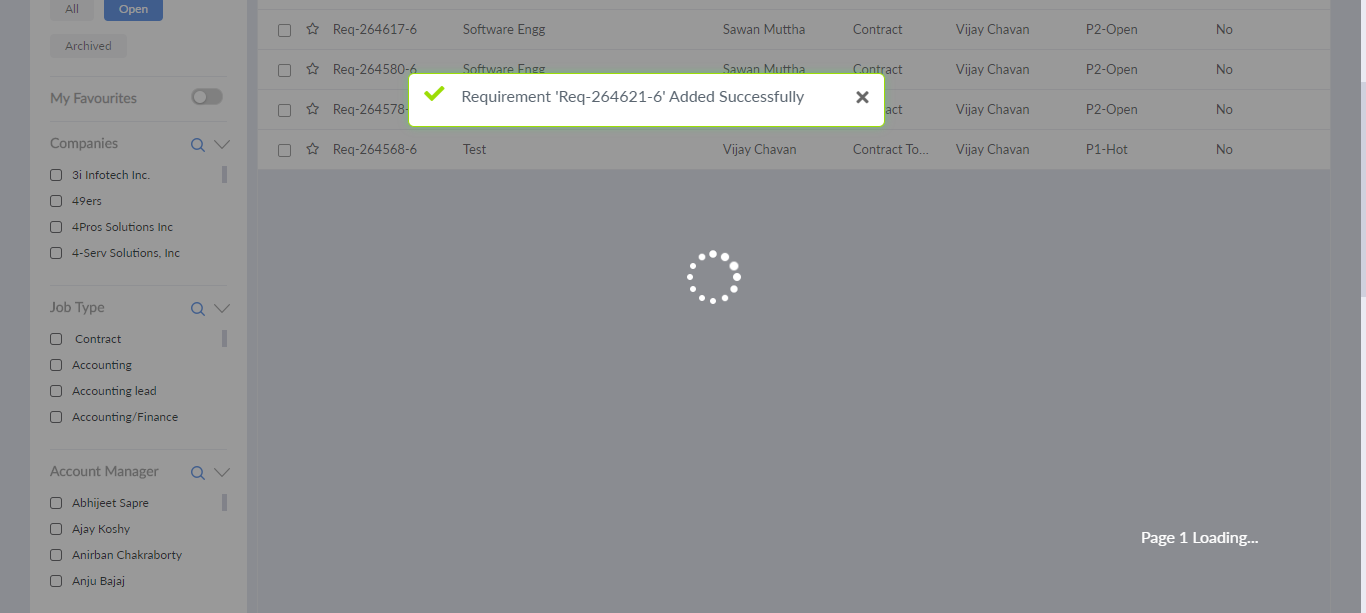 All Open
Archived
My Favourites
Companies
3i Infotech Inc.
49ers
4Pros Solutions Inc
4-Serv Solutions, Inc
Job Type
Contract
Accounting
Accounting lead
Accounting/Finance
Account Manager
Abhijeet Sapre
Ajay Koshy
Anirban Chakraborty
Anju Bajaj
Req-264617-6 Software Engg Sawan Muttha Contract Vijay Chavan P2-Open No
Req-264580-6 Software Engg Sawan Muttha Contract Vijay Chavan P2-Open No
Requirement 'Req-264621-6' Added Successfully
Req-264578- act Vijay Chavan P2-Open No
Req-264568-6 Test Vijay Chavan Contract To... Vijay Chavan P1-Hot No
Page 1 Loading...